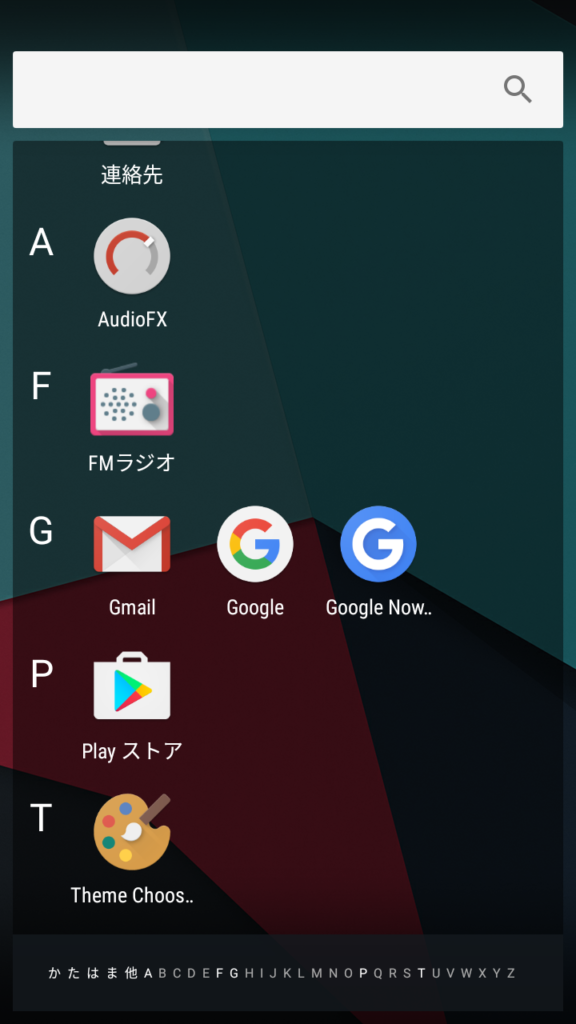 連絡先
A
AudioFX
F
FMラジオ
G
Gmail Google Google Now..
P
Play ストア
T
Theme Choos..
か た は ま 他 A B C D E F G H I J K L M N O P Q R S T U V W X Y Z